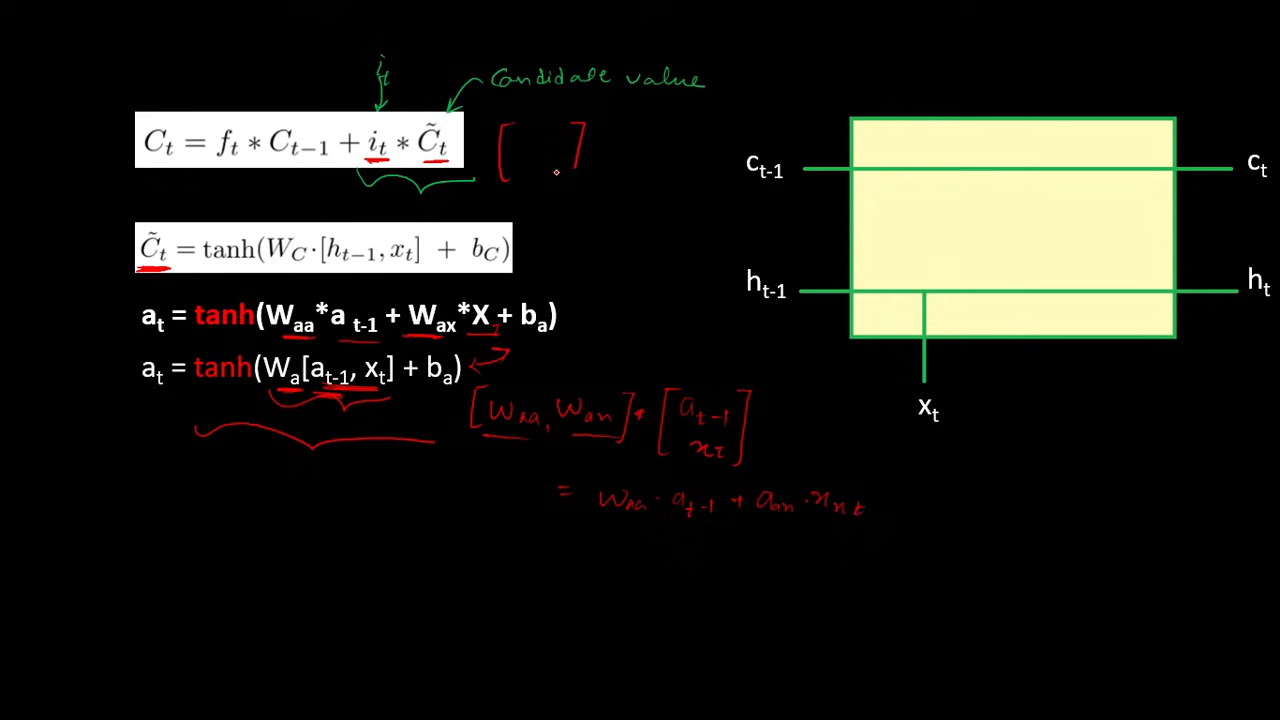 i_t
Candidate value
C_t = f_t * C_{t-1} + i_t * C̃_t
[ ]
C̃_t = tanh(W_C·[h_{t-1}, x_t] + b_C)
a_t = tanh(W_aa*a_{t-1} + W_ax*X + b_a)
a_t = tanh(W_a[a_{t-1}, x_t] + b_a)
[W_aa, W_ax] * [a_{t-1}
x_t]
= W_aa · a_{t-1} + a_ax · x_{xt}
c_{t-1}
c_t
h_{t-1}
h_t
x_t